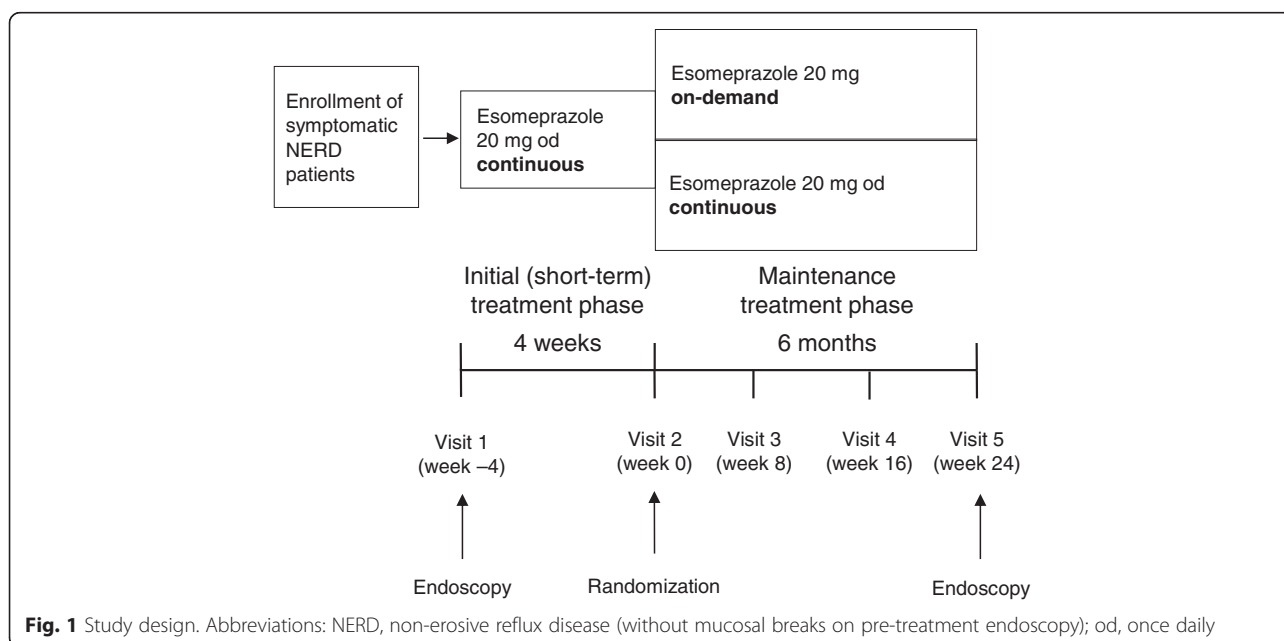 Enrollment of
symptomatic
NERD
patients
Esomeprazole
20 mg od
continuous
Esomeprazole 20 mg
on-demand
Esomeprazole 20 mg od
continuous
Initial (short-term)
treatment phase
4 weeks
Maintenance
treatment phase
6 months
Visit 1
(week –4)
Visit 2
(week 0)
Visit 3
(week 8)
Visit 4
(week 16)
Visit 5
(week 24)
Endoscopy
Randomization
Endoscopy
Fig. 1 Study design. Abbreviations: NERD, non-erosive reflux disease (without mucosal breaks on pre-treatment endoscopy); od, once daily